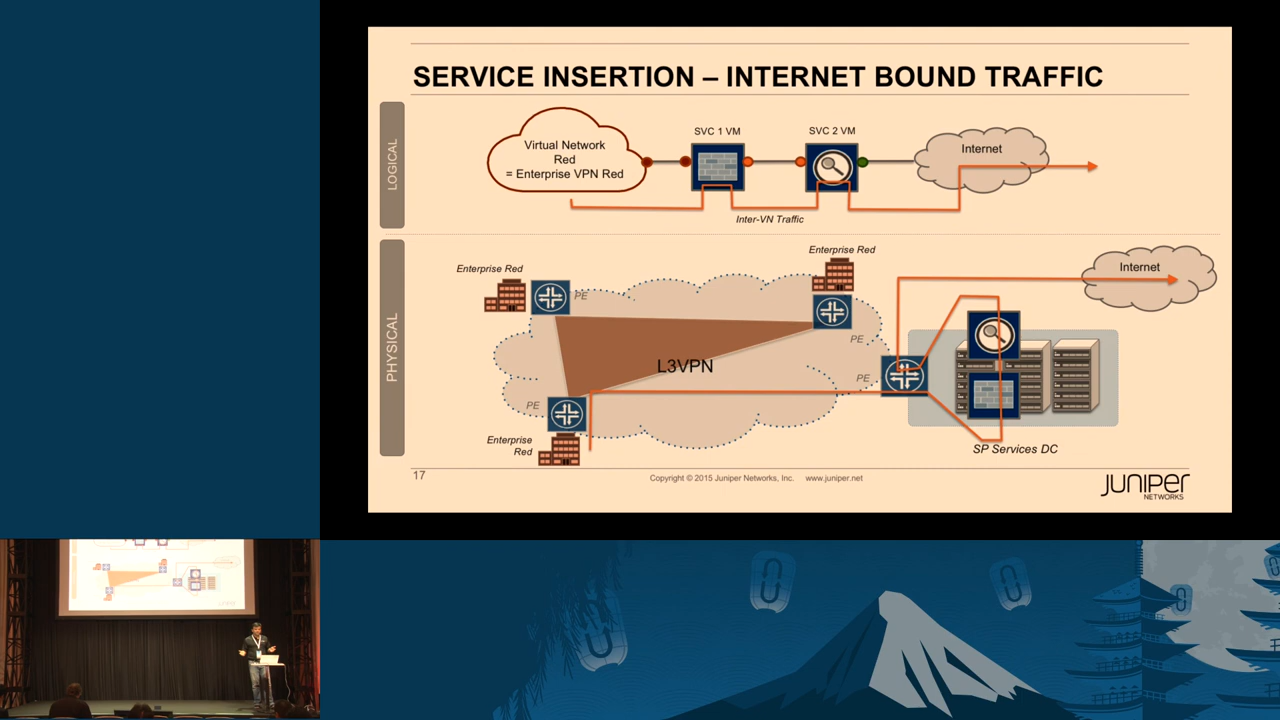 SERVICE INSERTION – INTERNET BOUND TRAFFIC
LOGICAL
Virtual Network
Red
= Enterprise VPN Red
SVC 1 VM
SVC 2 VM
Internet
Inter-VN Traffic
PHYSICAL
Enterprise Red
PE
Enterprise Red
PE
Internet
L3VPN
PE
PE
Enterprise
Red
SP Services DC
17
Copyright © 2015 Juniper Networks, Inc. www.juniper.net
JUNIPER
NETWORKS